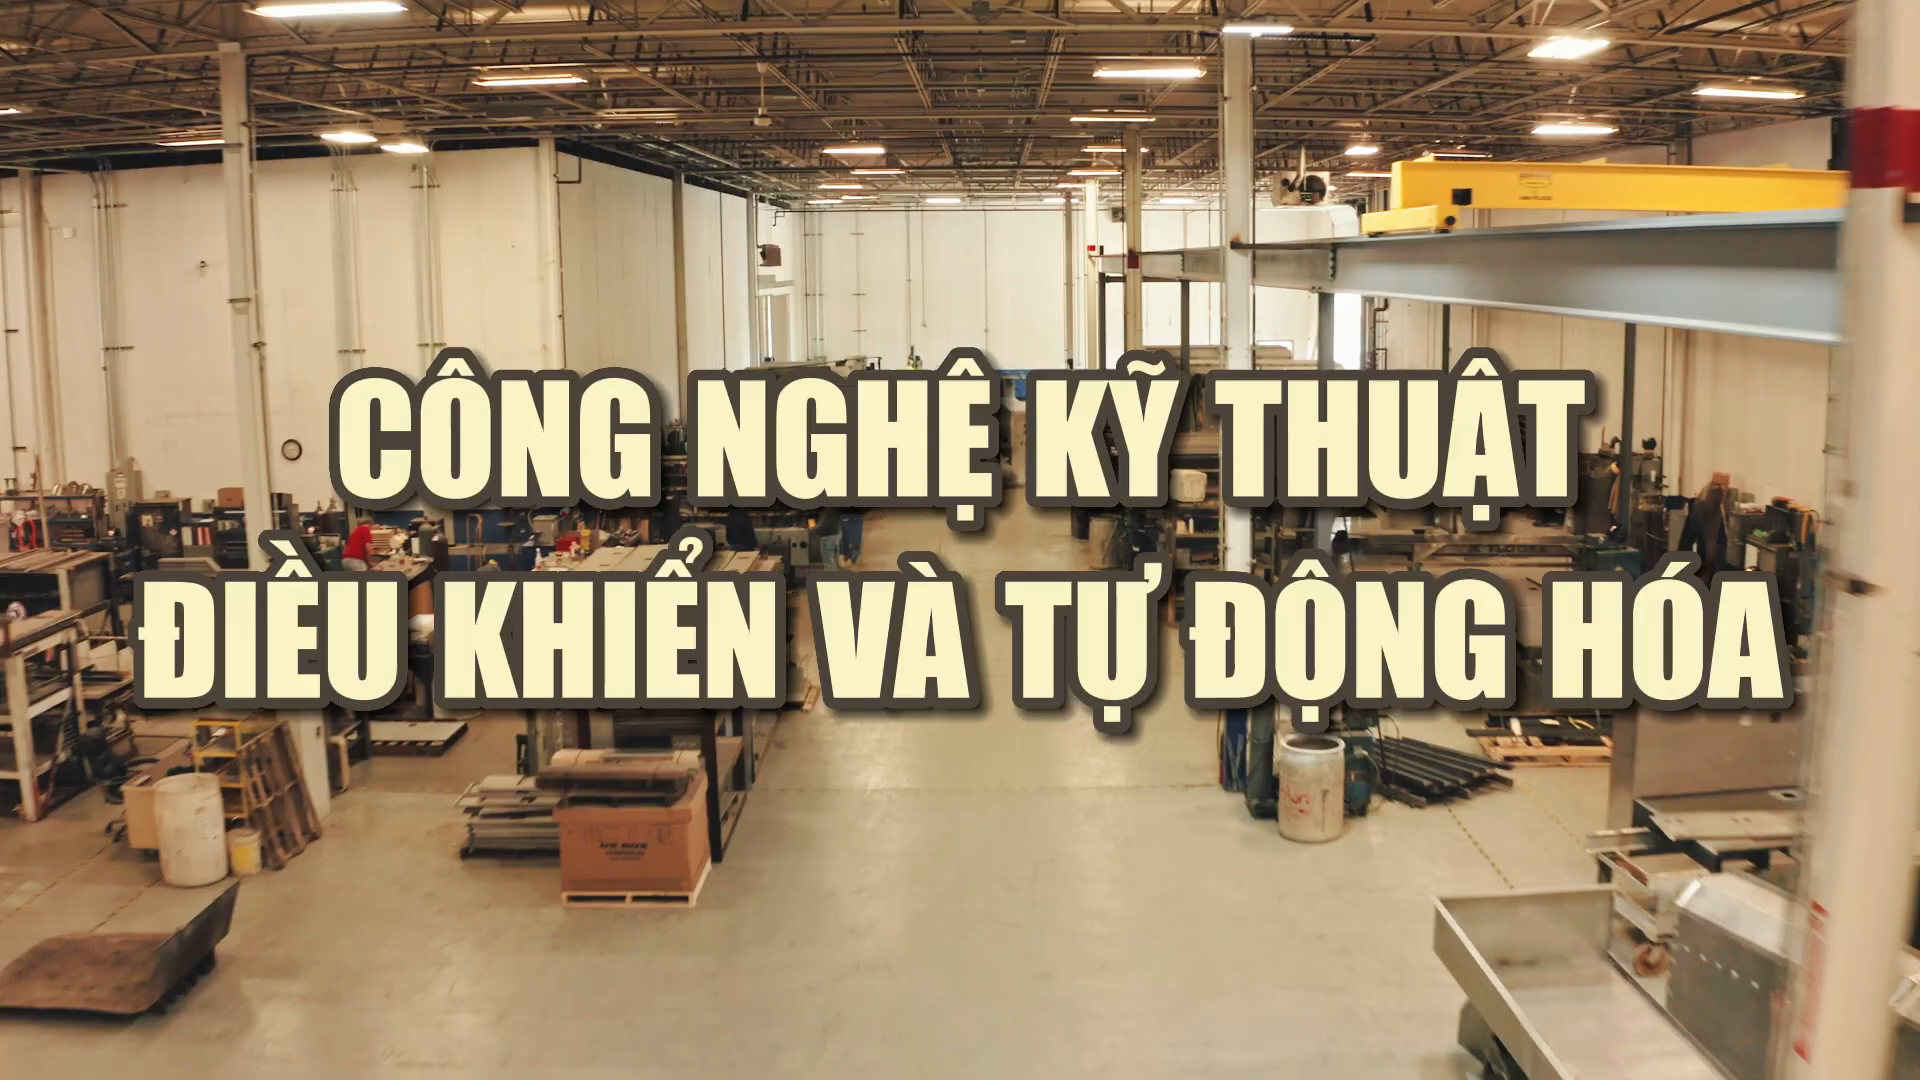 CÔNG NGHỆ KỸ THUẬT
ĐIỀU KHIỂN VÀ TỰ ĐỘNG HÓA